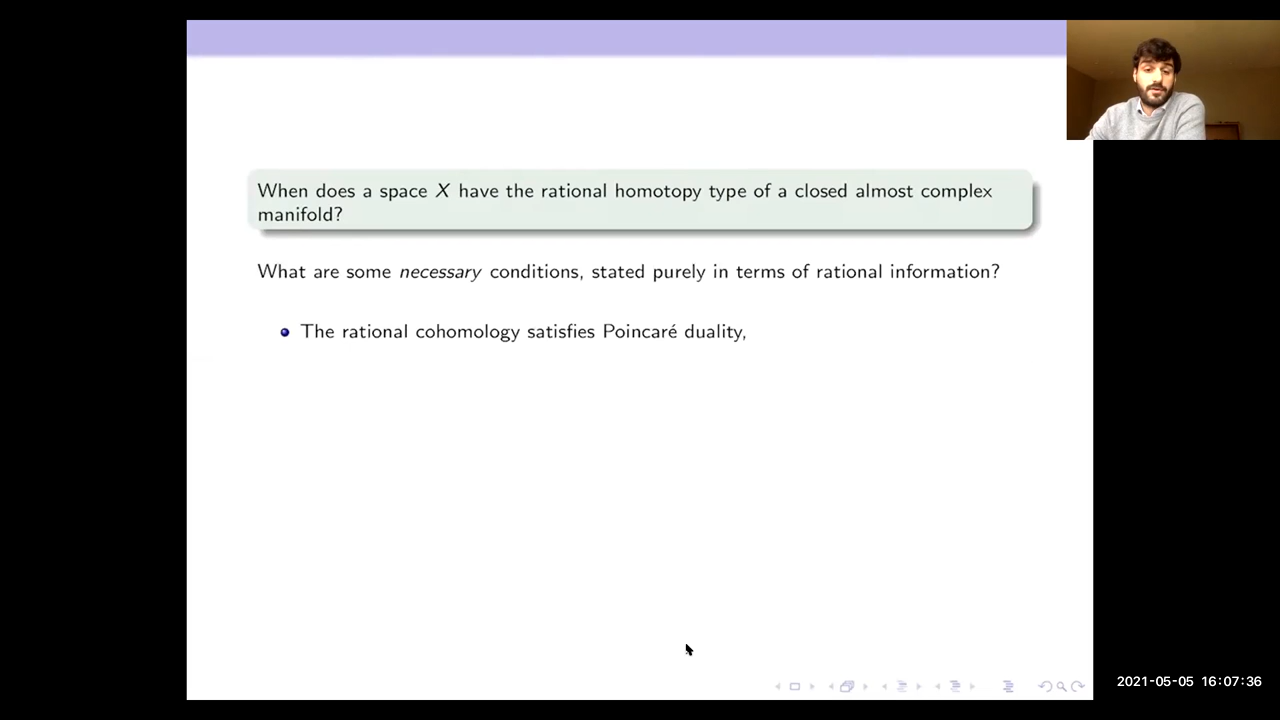 When does a space X have the rational homotopy type of a closed almost complex
manifold?
What are some necessary conditions, stated purely in terms of rational information?
The rational cohomology satisfies Poincaré duality,
2021-05-05 16:07:36